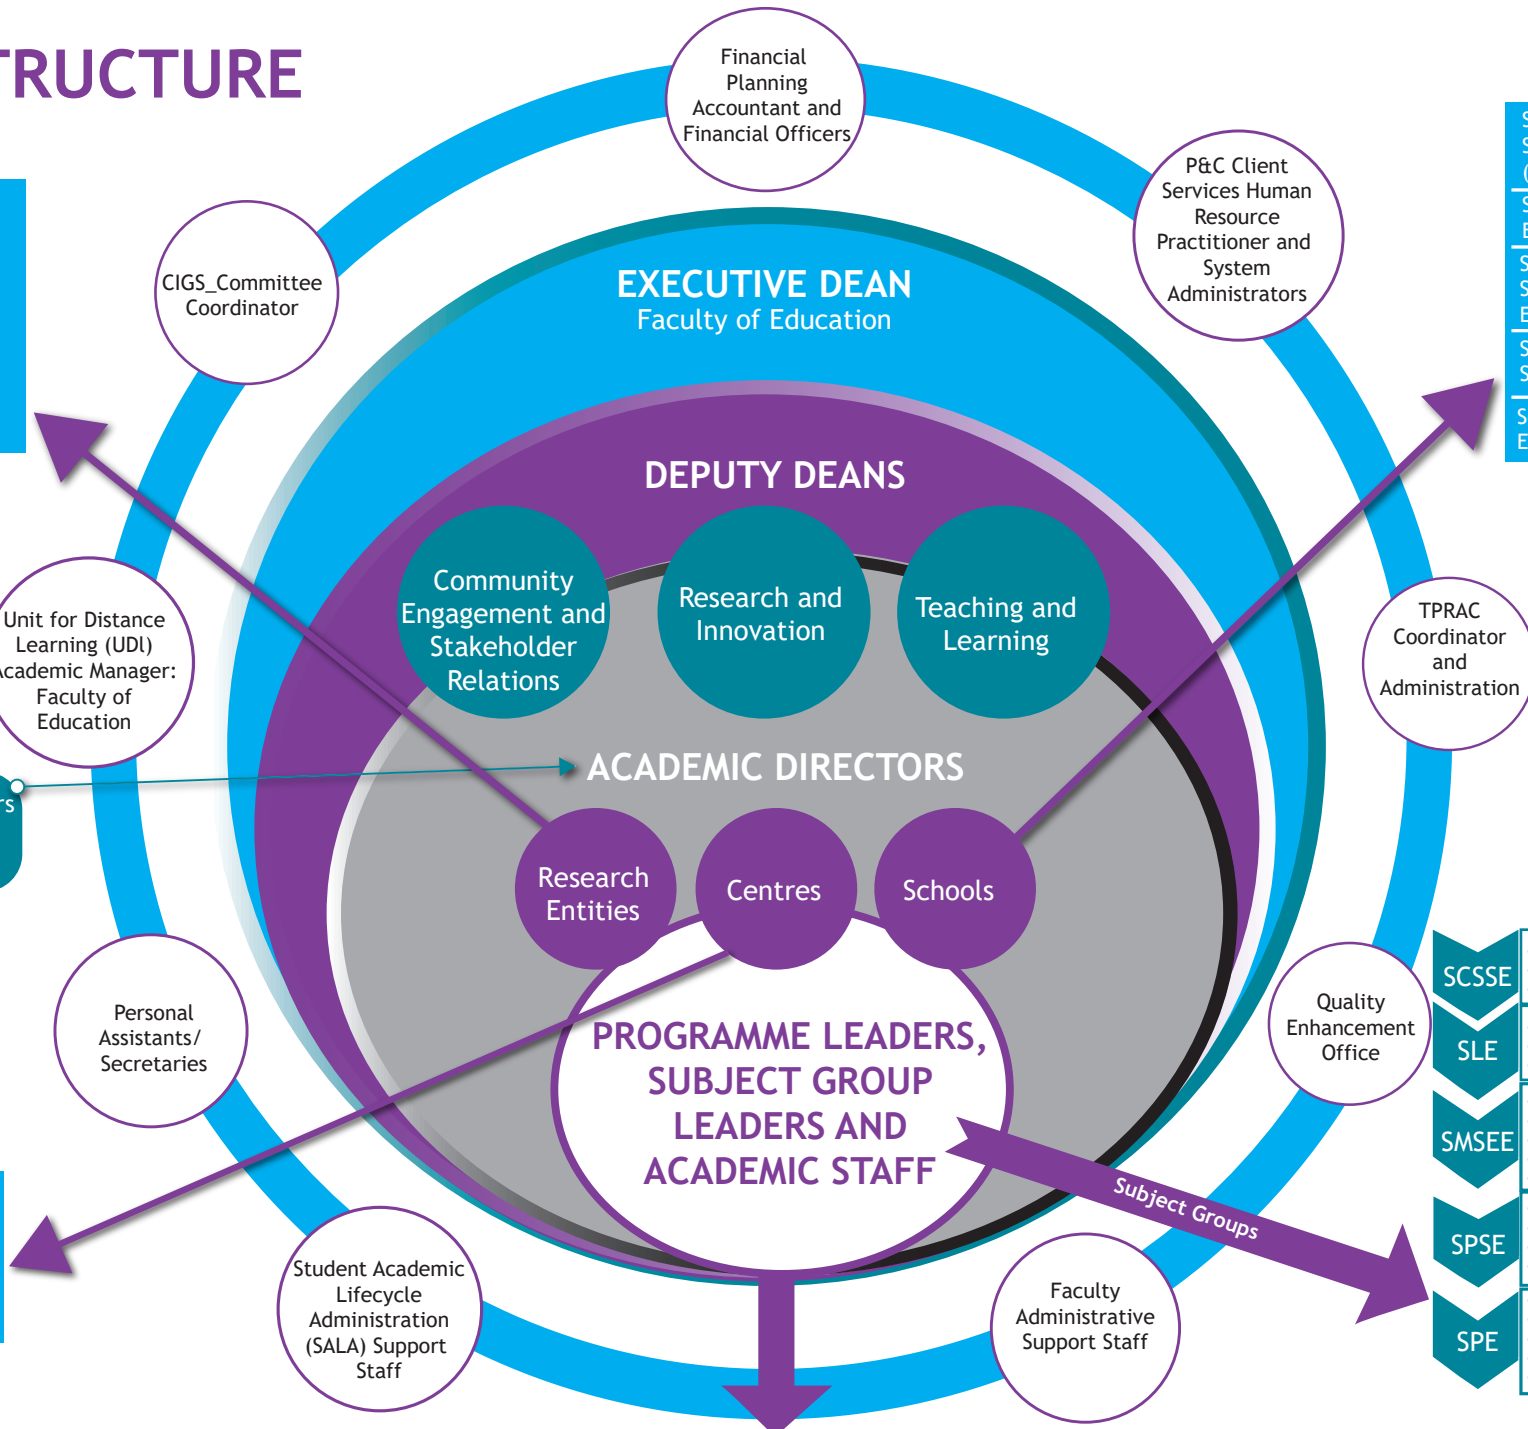 TRUCTURE
Financial
Planning
Accountant and
Financial Officers
P&C Client
Services Human
Resource
Practitioner and
System
Administrators
CIGS_Committee
Coordinator
EXECUTIVE DEAN
Faculty of Education
DEPUTY DEANS
Community
Engagement and
Stakeholder
Relations
Research and
Innovation
Teaching and
Learning
Unit for Distance
Learning (UDl)
Academic Manager:
Faculty of
Education
TPRAC
Coordinator
and
Administration
ACADEMIC DIRECTORS
Research
Entities
Centres
Schools
PROGRAMME LEADERS,
SUBJECT GROUP
LEADERS AND
ACADEMIC STAFF
Subject Groups
Personal
Assistants/
Secretaries
Quality
Enhancement
Office
Student Academic
Lifecycle
Administration
(SALA) Support
Staff
Faculty
Administrative
Support Staff
SCSSE
SLE
SMSEE
SPSE
SPE